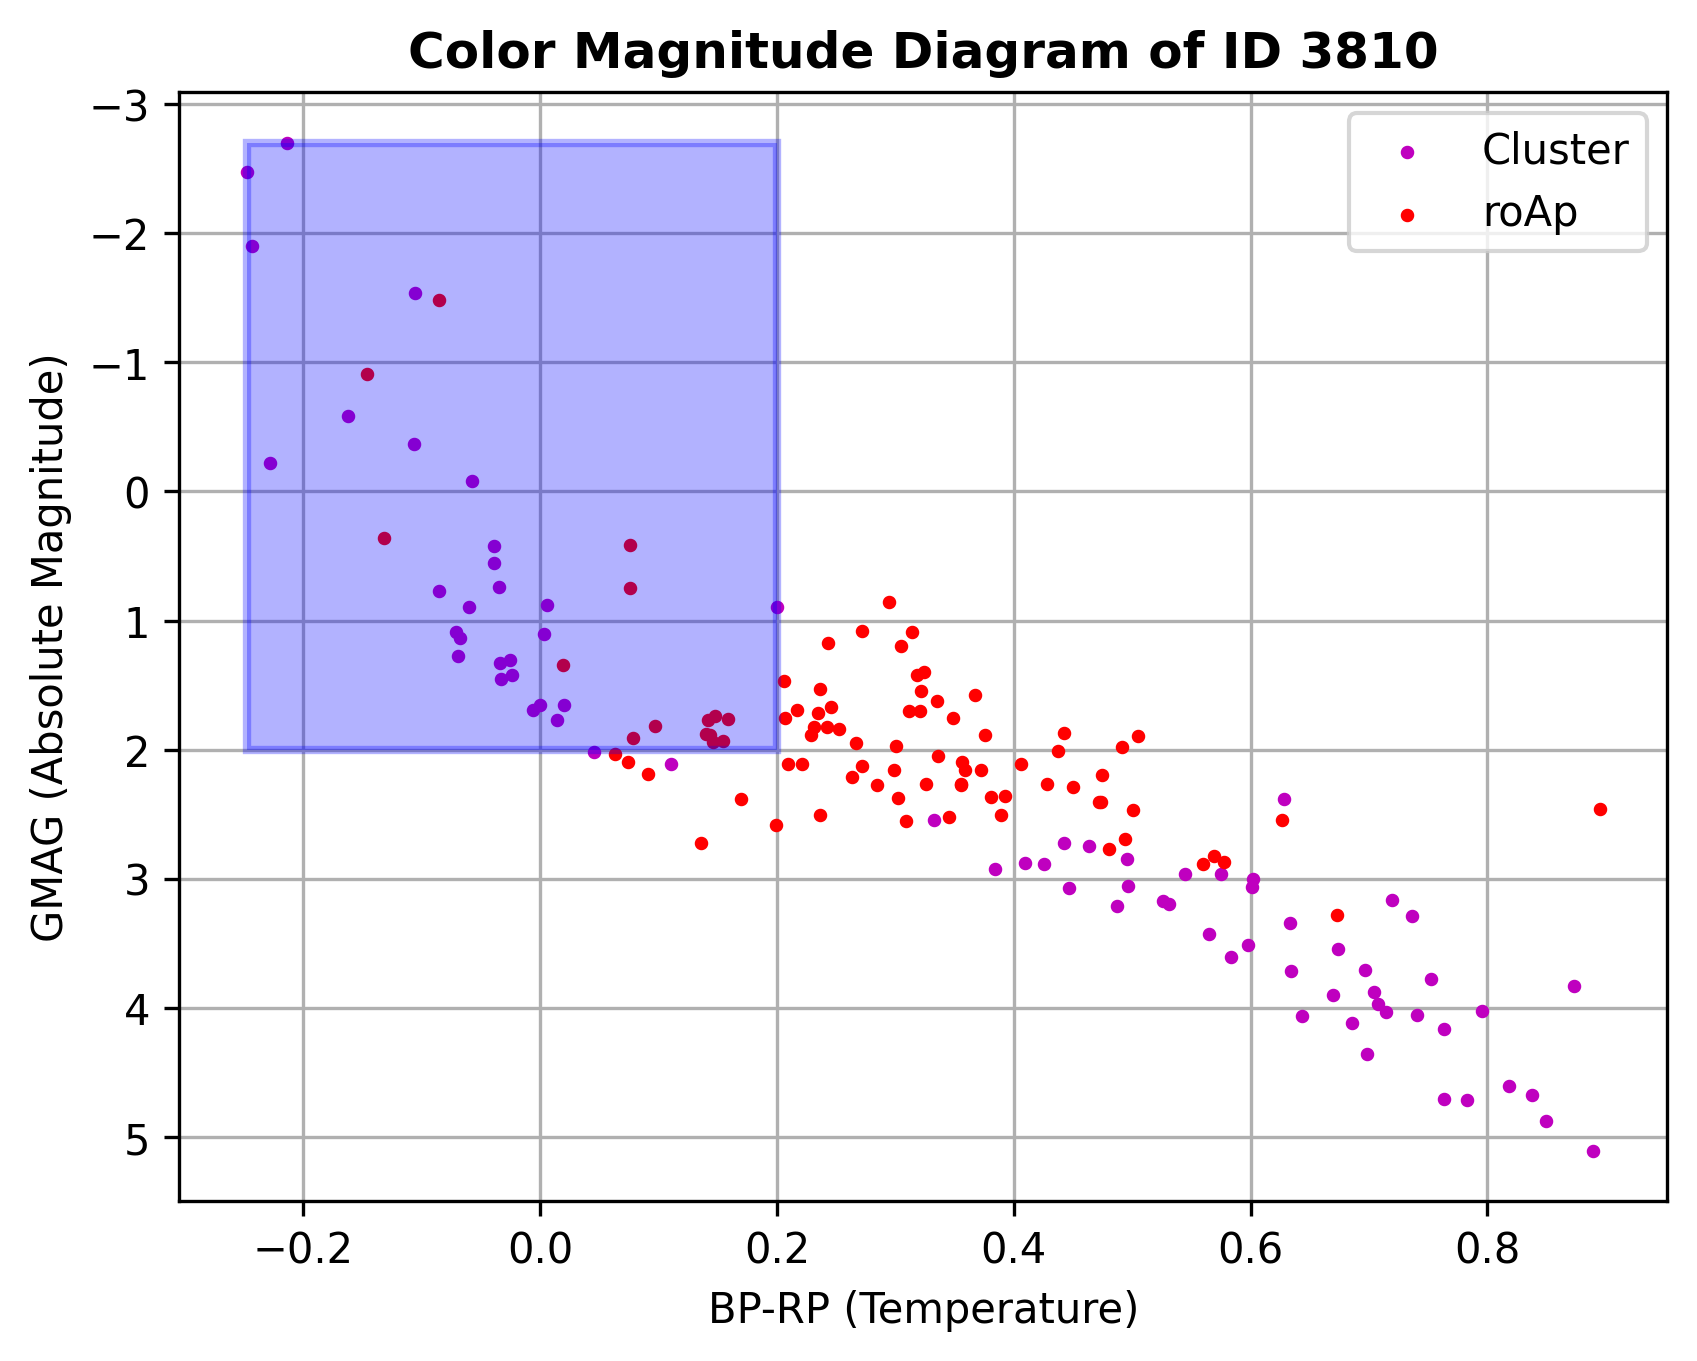 Color Magnitude Diagram of ID 3810
−3
−2
−1
0
1
2
3
4
5
GMAG (Absolute Magnitude)
Cluster
roAp
−0.2 0.0 0.2 0.4 0.6 0.8
BP-RP (Temperature)